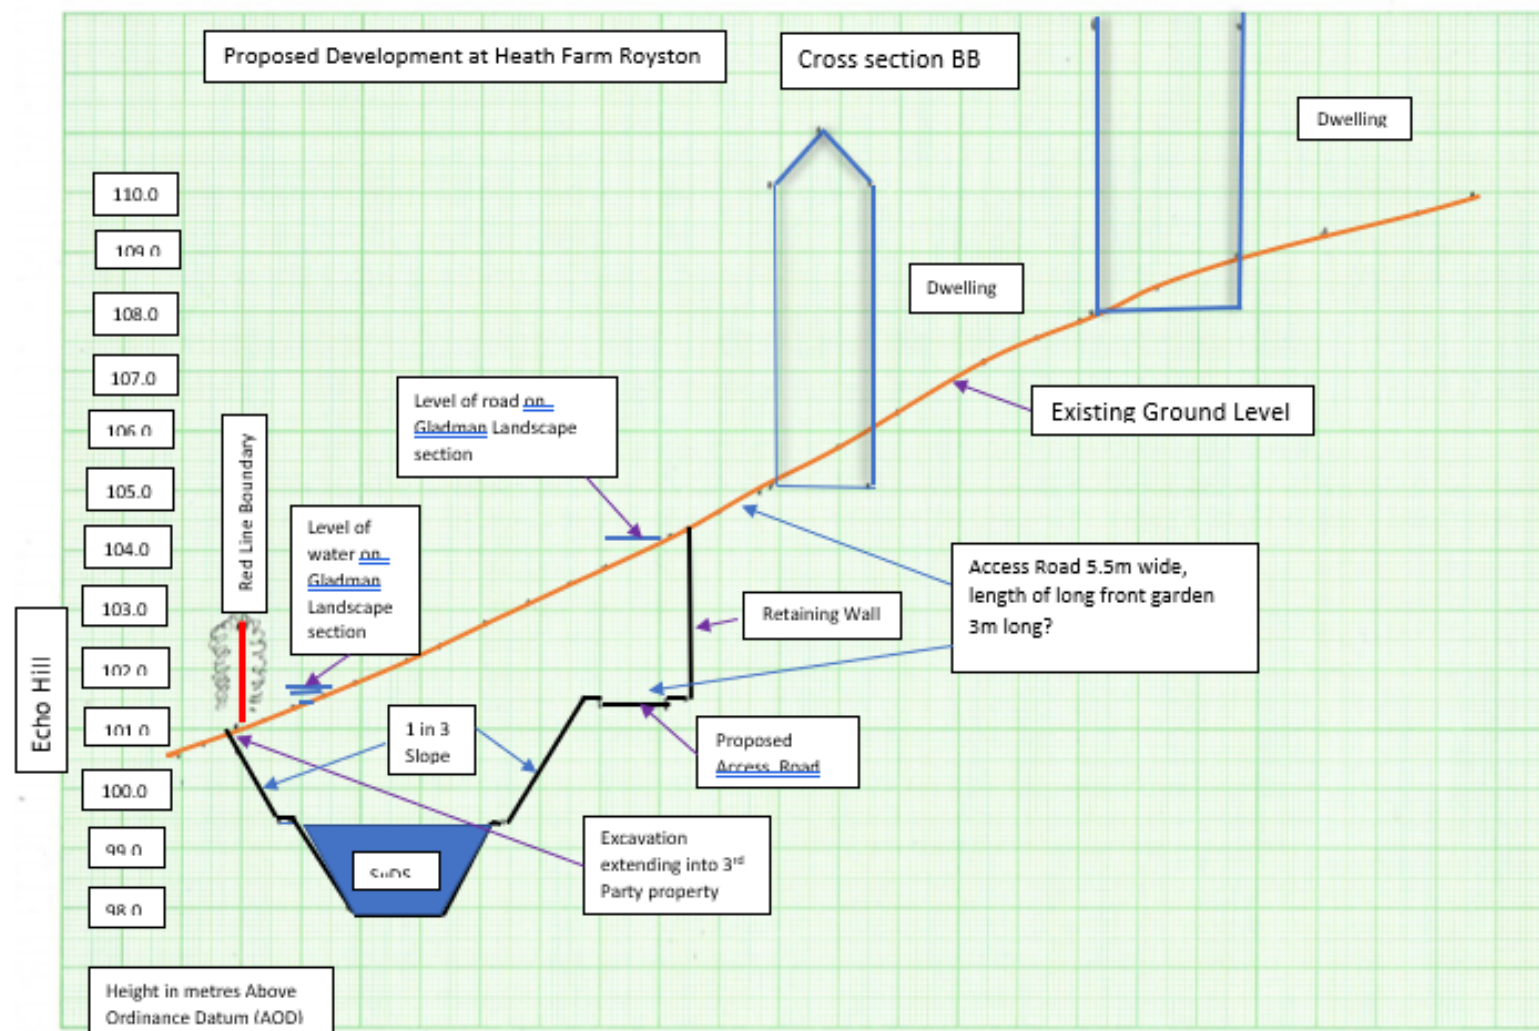 Proposed Development at Heath Farm Royston
Cross section BB
Dwelling
110.0
109.0
108.0
107.0
106.0
105.0
104.0
103.0
102.0
101.0
100.0
99.0
98.0
Dwelling
Level of road on
Gladman Landscape
section
Existing Ground Level
Red Line Boundary
Level of
water on
Gladman
Landscape
section
Access Road 5.5m wide,
length of long front garden
3m long?
Retaining Wall
Echo Hill
1 in 3
Slope
Proposed
Access Road
Excavation
extending into 3rd
Party property
SuDS
Height in metres Above
Ordinance Datum (AOD)